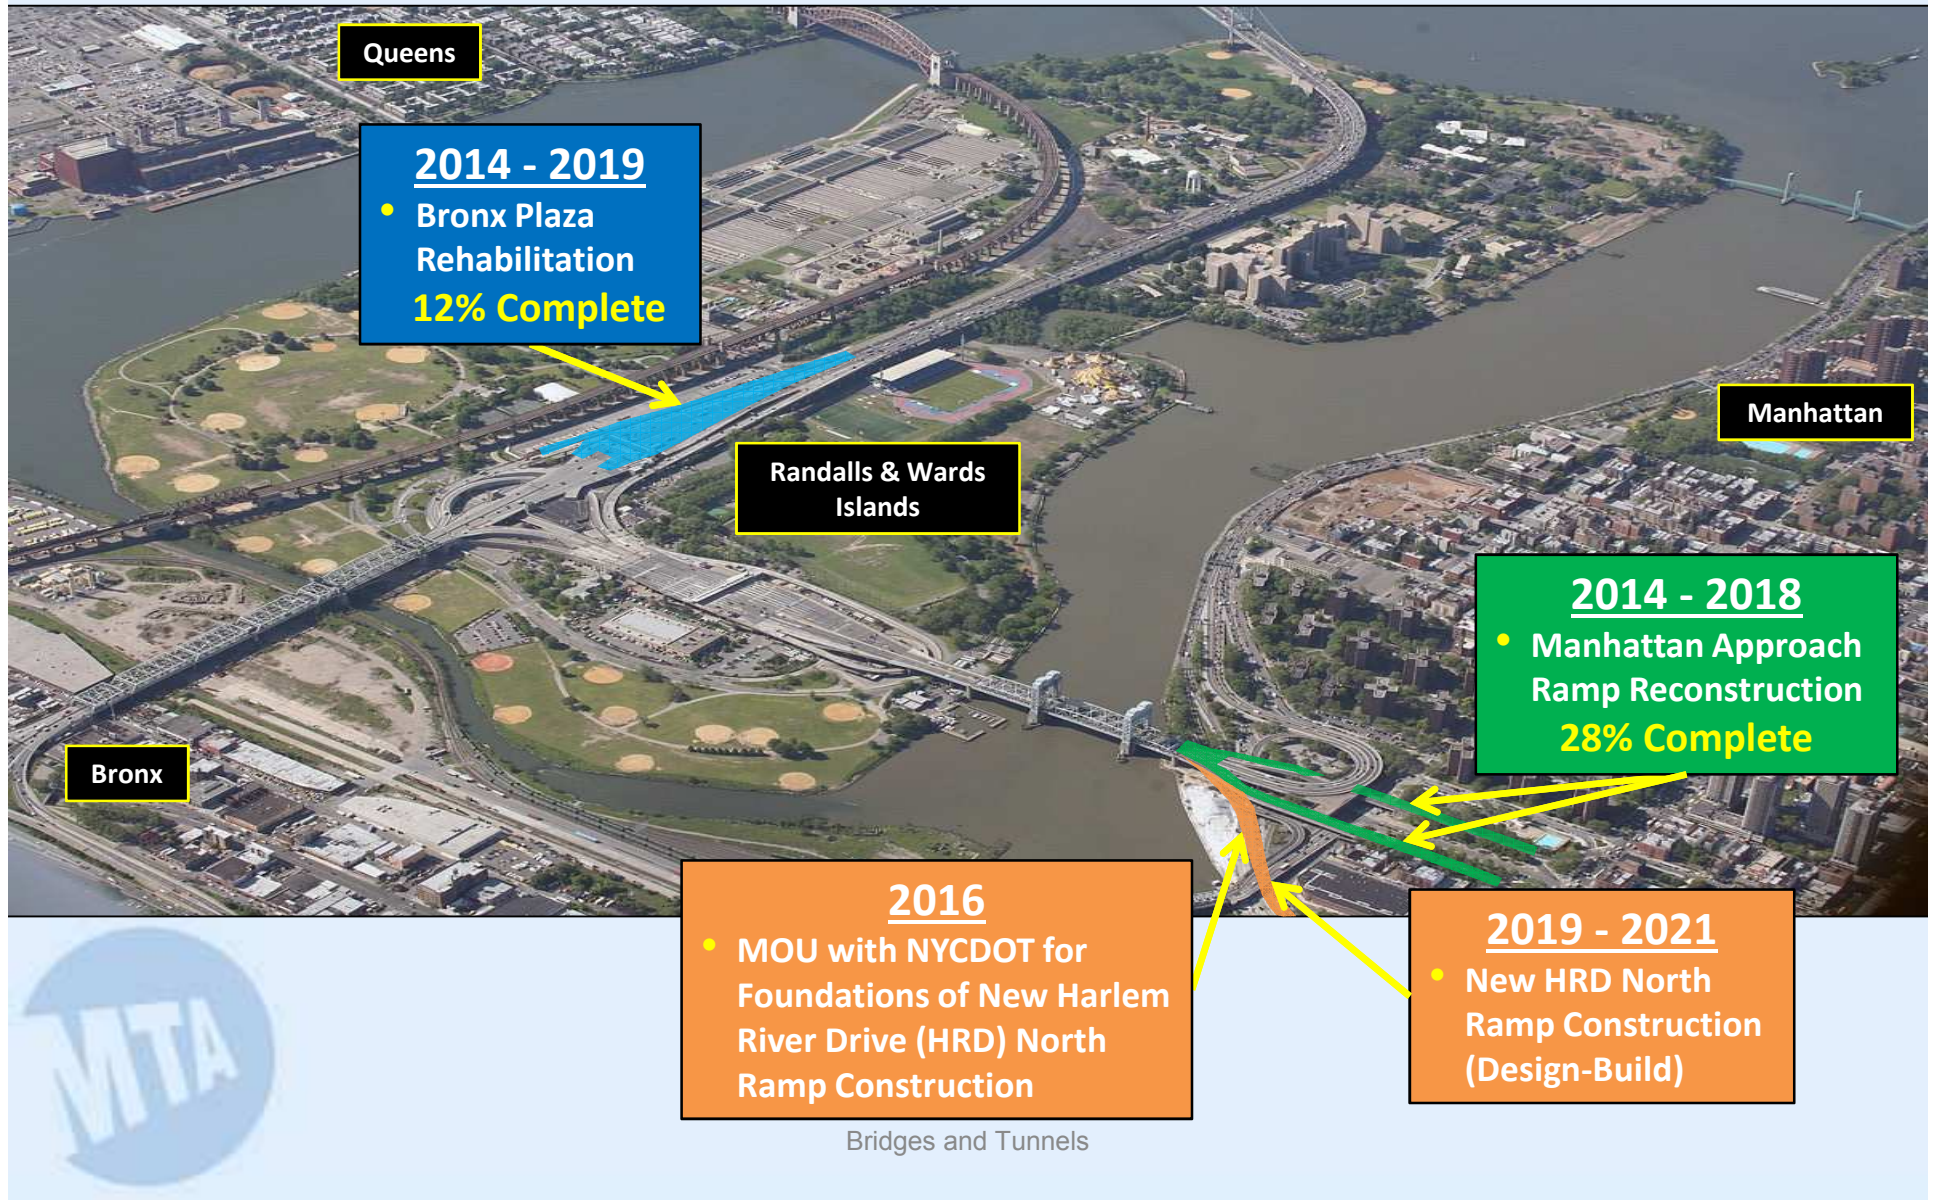 Queens
2014 - 2019
• Bronx Plaza
Rehabilitation
12% Complete
Manhattan
Randalls & Wards
Islands
2014 - 2018
• Manhattan Approach
Ramp Reconstruction
28% Complete
Bronx
2016
• MOU with NYCDOT for
Foundations of New Harlem
River Drive (HRD) North
Ramp Construction
2019 - 2021
• New HRD North
Ramp Construction
(Design-Build)
MTA
Bridges and Tunnels